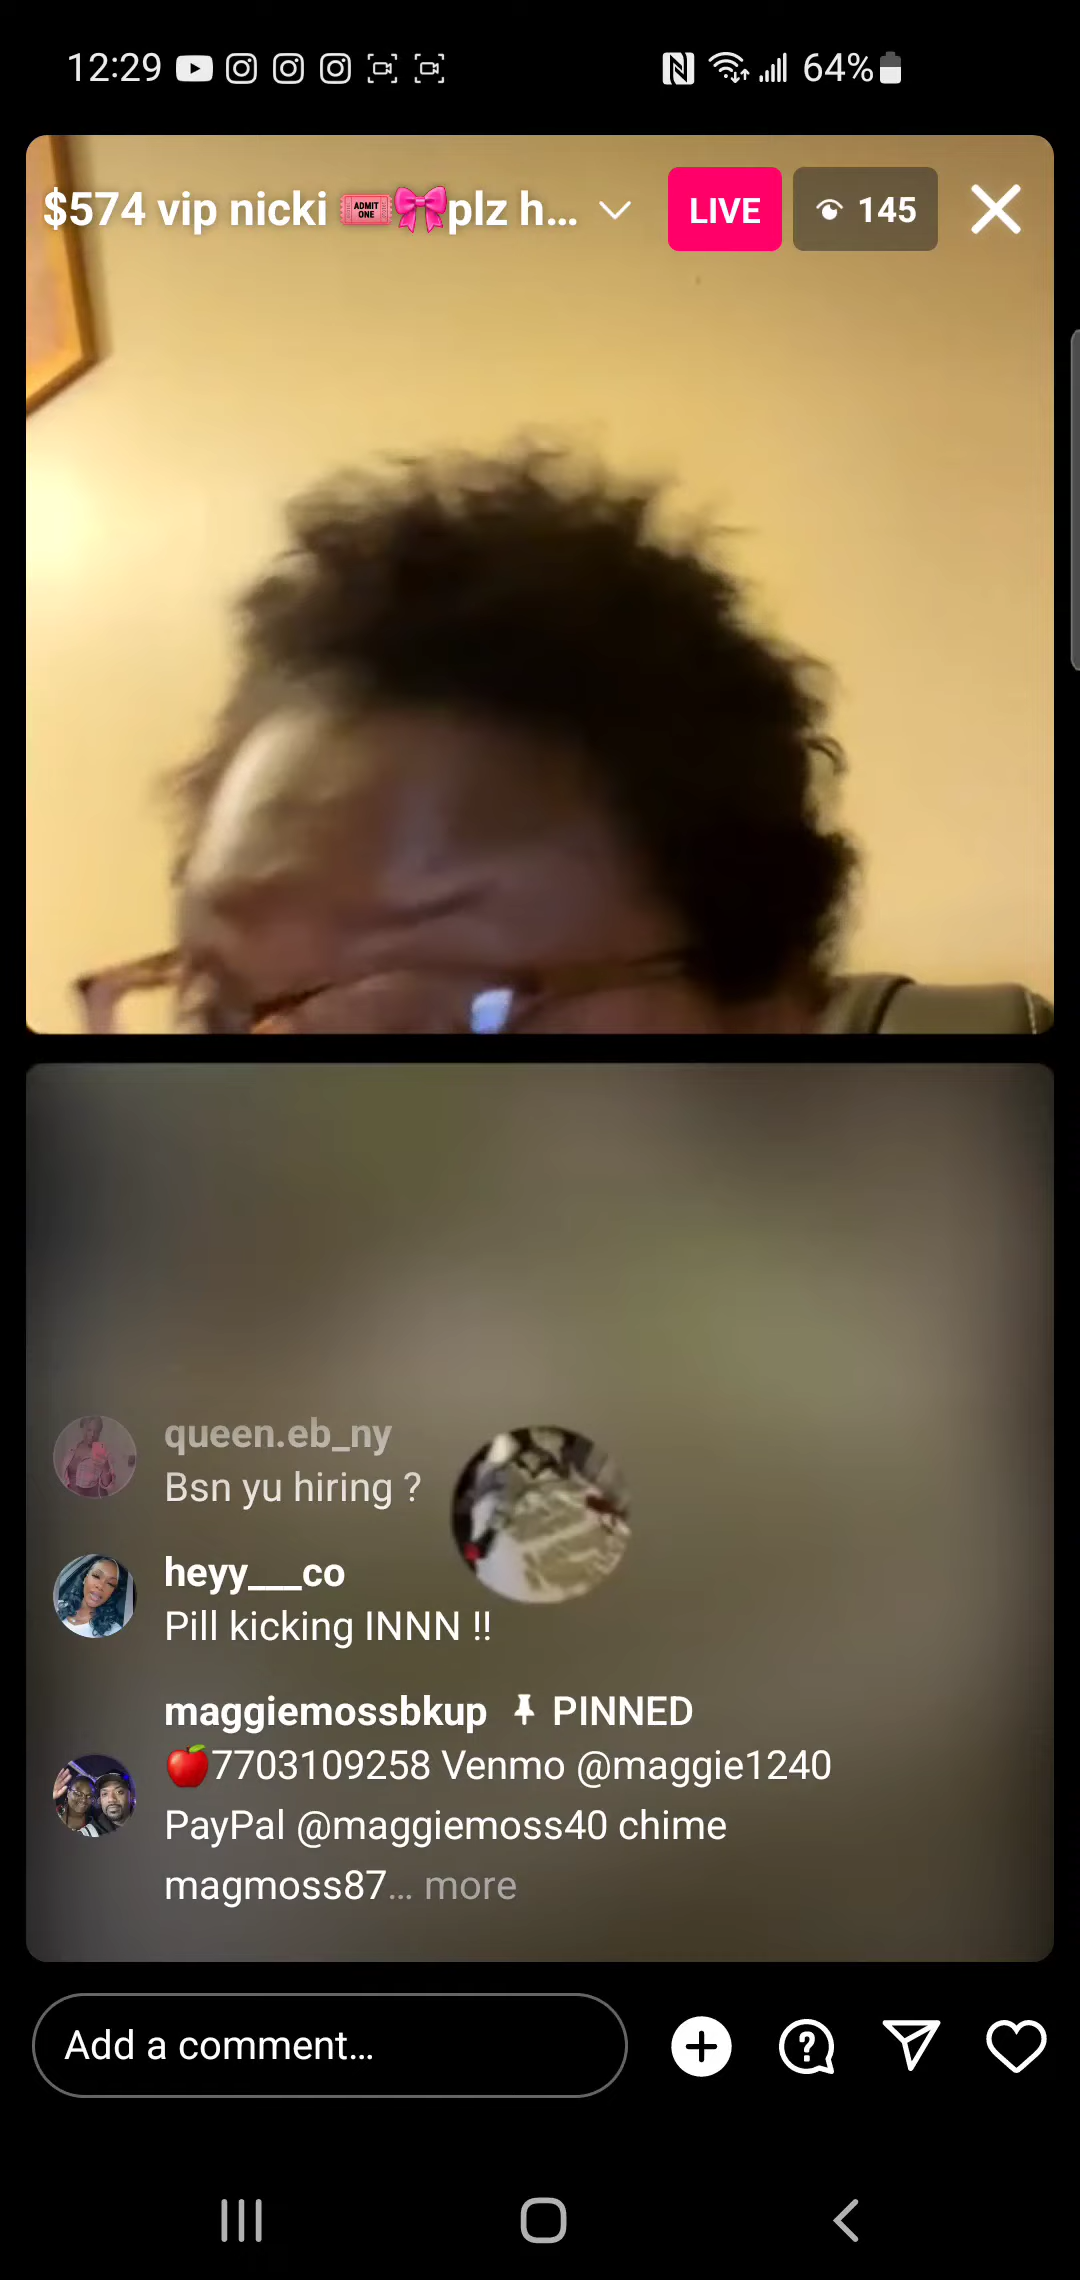 12:29
64%
$574 vip nicki 🎟️🎀plz h...
LIVE
145
queen.eb_ny
Bsn yu hiring ?
heyy___co
Pill kicking INNN !!
maggiemossbkup 📌 PINNED
🍎7703109258 Venmo @maggie1240
PayPal @maggiemoss40 chime
magmoss87... more
Add a comment...